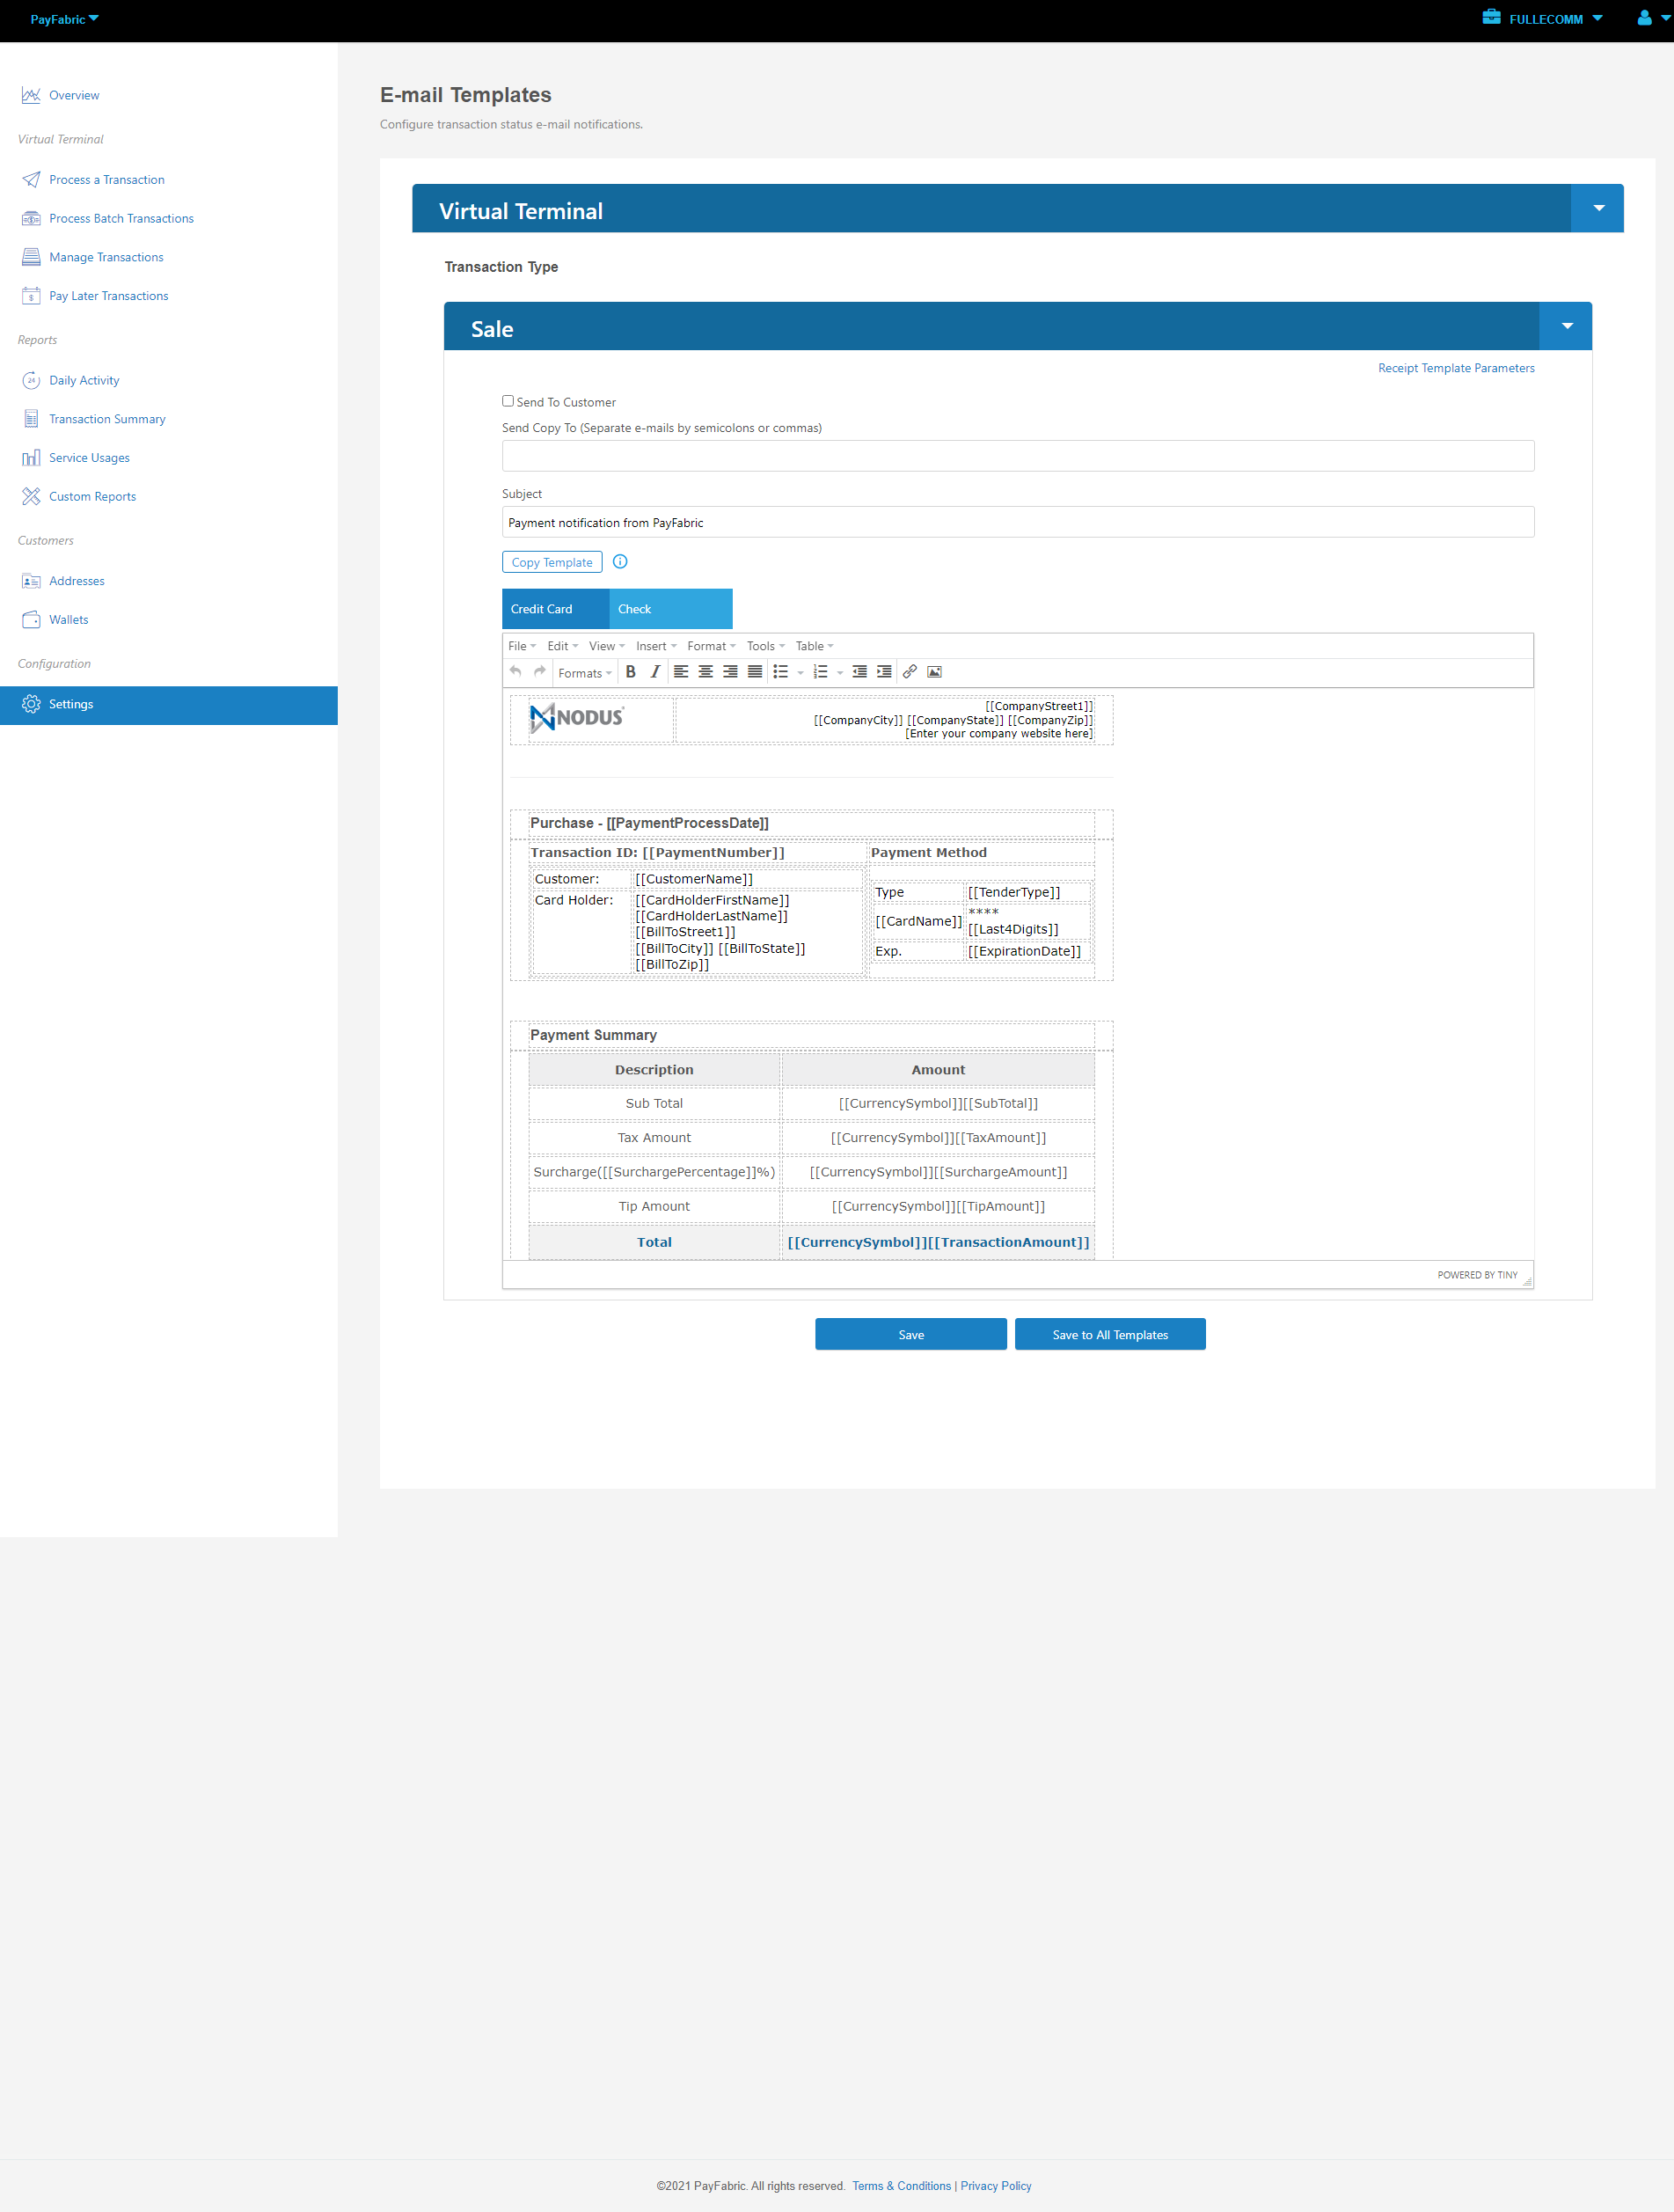 PayFabric
FULLECOMM
Overview
Virtual Terminal
Process a Transaction
Process Batch Transactions
Manage Transactions
Pay Later Transactions
Reports
Daily Activity
Transaction Summary
Service Usages
Custom Reports
Customers
Addresses
Wallets
Configuration
Settings
E-mail Templates
Configure transaction status e-mail notifications.
Virtual Terminal
Transaction Type
Sale
Receipt Template Parameters
Send To Customer
Send Copy To (Separate e-mails by semicolons or commas)
Subject
Payment notification from PayFabric
Copy Template
Credit Card Check
File Edit View Insert Format Tools Table
Formats B I
NODUS
[[CompanyStreet1]]
[[CompanyCity]] [[CompanyState]] [[CompanyZip]]
[Enter your company website here]
Purchase - [[PaymentProcessDate]]
Transaction ID: [[PaymentNumber]]
Customer: [[CustomerName]]
Card Holder: [[CardHolderFirstName]]
[[CardHolderLastName]]
[[BillToStreet1]]
[[BillToCity]] [[BillToState]]
[[BillToZip]]
Payment Method
Type [[TenderType]]
[[CardName]] ****
[[Last4Digits]]
Exp. [[ExpirationDate]]
Payment Summary
Description Amount
Sub Total [[CurrencySymbol]][[SubTotal]]
Tax Amount [[CurrencySymbol]][[TaxAmount]]
Surcharge([[SurchargePercentage]]%) [[CurrencySymbol]][[SurchargeAmount]]
Tip Amount [[CurrencySymbol]][[TipAmount]]
Total [[CurrencySymbol]][[TransactionAmount]]
POWERED BY TINY
Save Save to All Templates
©2021 PayFabric. All rights reserved. Terms & Conditions | Privacy Policy